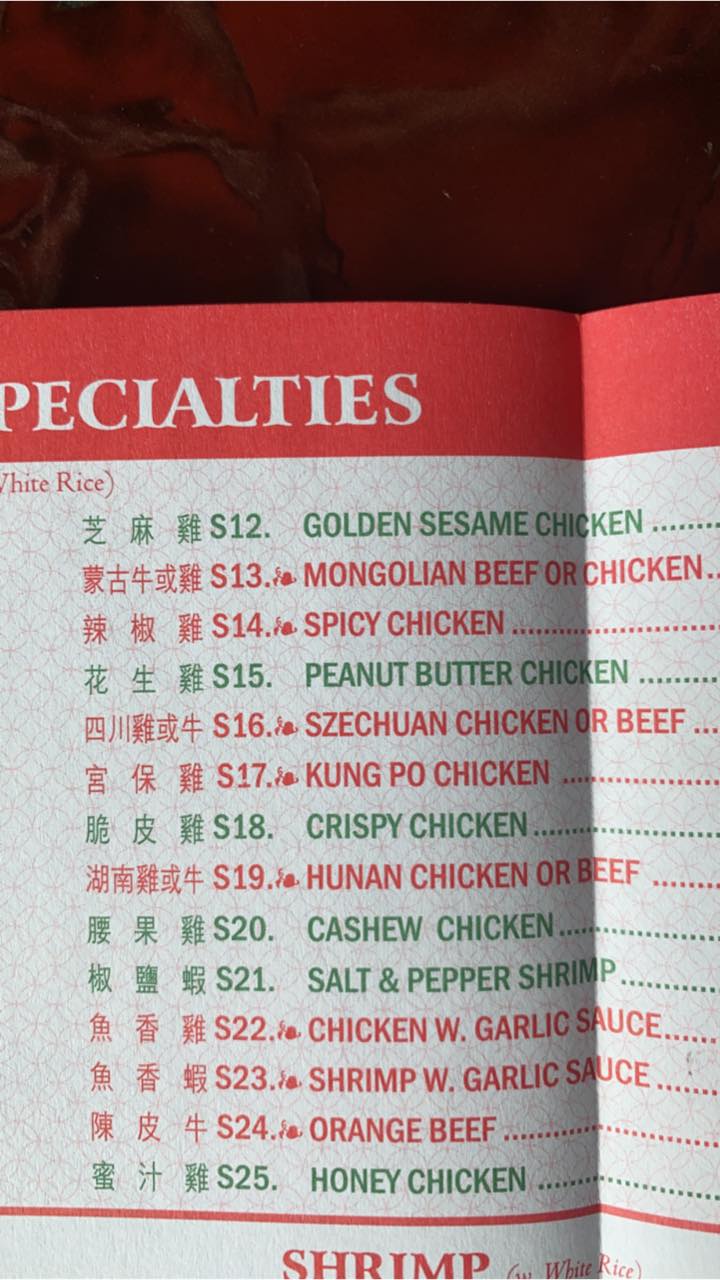 PECIALTIES
White Rice)
芝麻雞 S12. GOLDEN SESAME CHICKEN ........
蒙古牛或雞 S13. MONGOLIAN BEEF OR CHICKEN..
辣椒雞 S14. SPICY CHICKEN ........
花生雞 S15. PEANUT BUTTER CHICKEN ........
四川雞或牛 S16. SZECHUAN CHICKEN OR BEEF ...
宮保雞 S17. KUNG PO CHICKEN ........
脆皮雞 S18. CRISPY CHICKEN ........
湖南雞或牛 S19. HUNAN CHICKEN OR BEEF ........
腰果雞 S20. CASHEW CHICKEN ........
椒鹽蝦 S21. SALT & PEPPER SHRIMP ........
魚香雞 S22. CHICKEN W. GARLIC SAUCE......
魚香蝦 S23. SHRIMP W. GARLIC SAUCE ......
陳皮牛 S24. ORANGE BEEF ........
蜜汁雞 S25. HONEY CHICKEN ........
SHRIMP (w. White Rice)